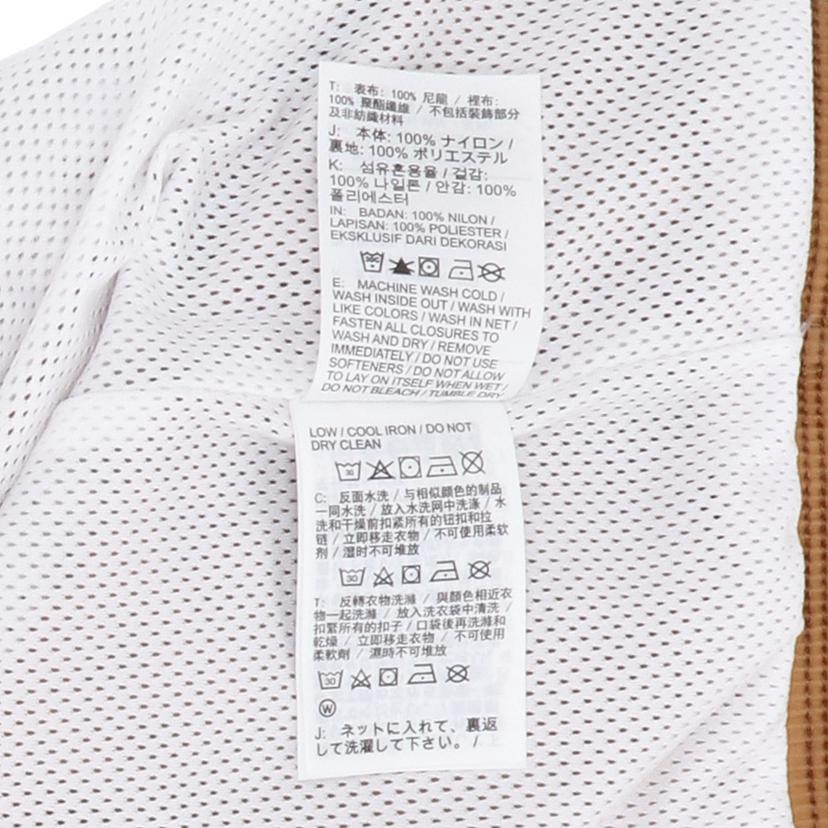 T: 表布: 100% 尼龍 / 裡布:
100% 聚酯纖維 / 不包括裝飾部分
及非紡織材料
J: 本体: 100% ナイロン /
裏地: 100% ポリエステル
K: 섬유혼용율 / 겉감:
100% 나일론 / 안감: 100%
폴리에스터
IN: BADAN: 100% NILON /
LAPISAN: 100% POLIESTER /
EKSKLUSIF DARI DEKORASI
E: MACHINE WASH COLD /
WASH INSIDE OUT / WASH WITH
LIKE COLORS / WASH IN NET /
FASTEN ALL CLOSURES TO
WASH AND DRY / REMOVE
IMMEDIATELY / DO NOT USE
SOFTENERS / DO NOT ALLOW
TO LAY ON ITSELF WHEN WET /
DO NOT BLEACH / TUMBLE DRY
LOW / COOL IRON / DO NOT
DRY CLEAN
30
C: 反面水洗 / 与相似颜色的制品
一同水洗 / 放入水洗网中洗涤 / 水
洗和干燥前扣紧所有的钮扣和拉
链 / 立即移走衣物 / 不可使用柔软
剂 / 湿时不可堆放
30
T: 反轉衣物洗滌 / 與顏色相近衣
物一起洗滌 / 放入洗衣袋中清洗 /
扣緊所有的扣子 / 口袋後再洗滌和
乾燥 / 立即移走衣物 / 不可使用
柔軟劑 / 濕時不可堆放
30
W
J: ネットに入れて、裏返
して洗濯して下さい。 /